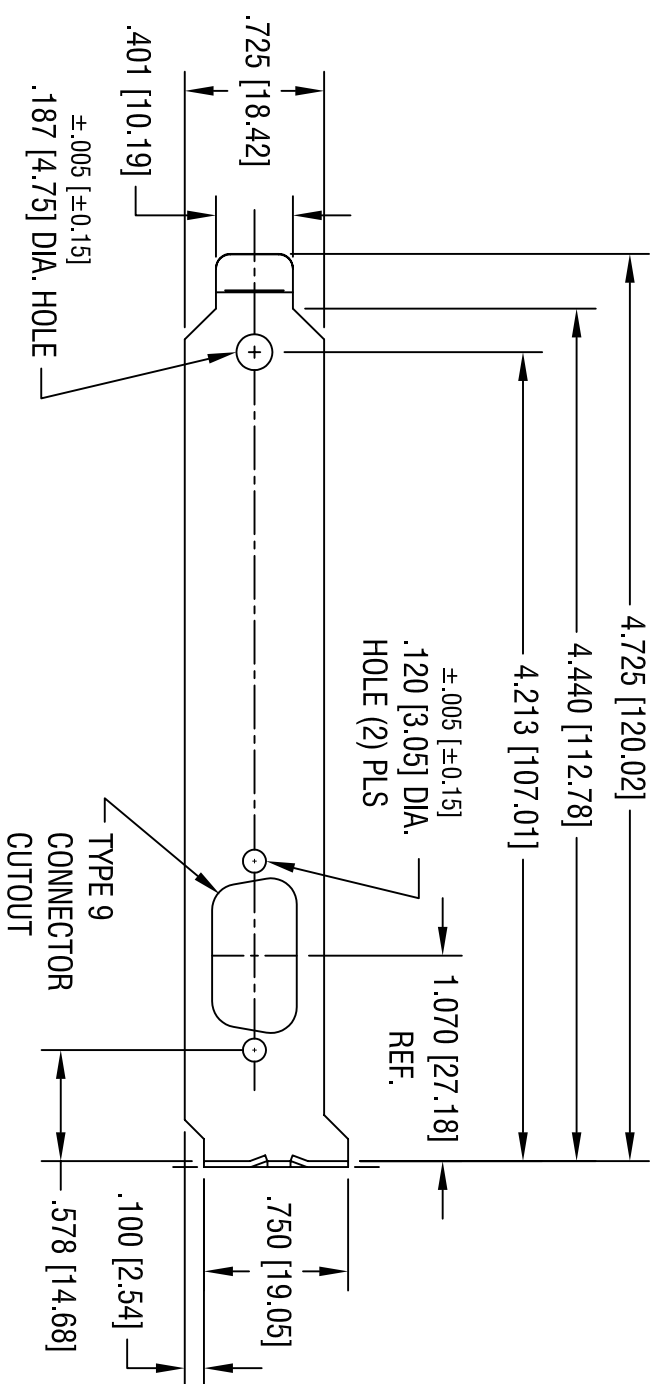 4.725 [120.02]
4.440 [112.78]
4.213 [107.01]
1.070 [27.18]
REF.
±.005 [±0.15]
.120 [3.05] DIA.
HOLE (2) PLS
.725 [18.42]
.401 [10.19]
±.005 [±0.15]
.187 [4.75] DIA. HOLE
TYPE 9
CONNECTOR
CUTOUT
.750 [19.05]
.100 [2.54]
.578 [14.68]